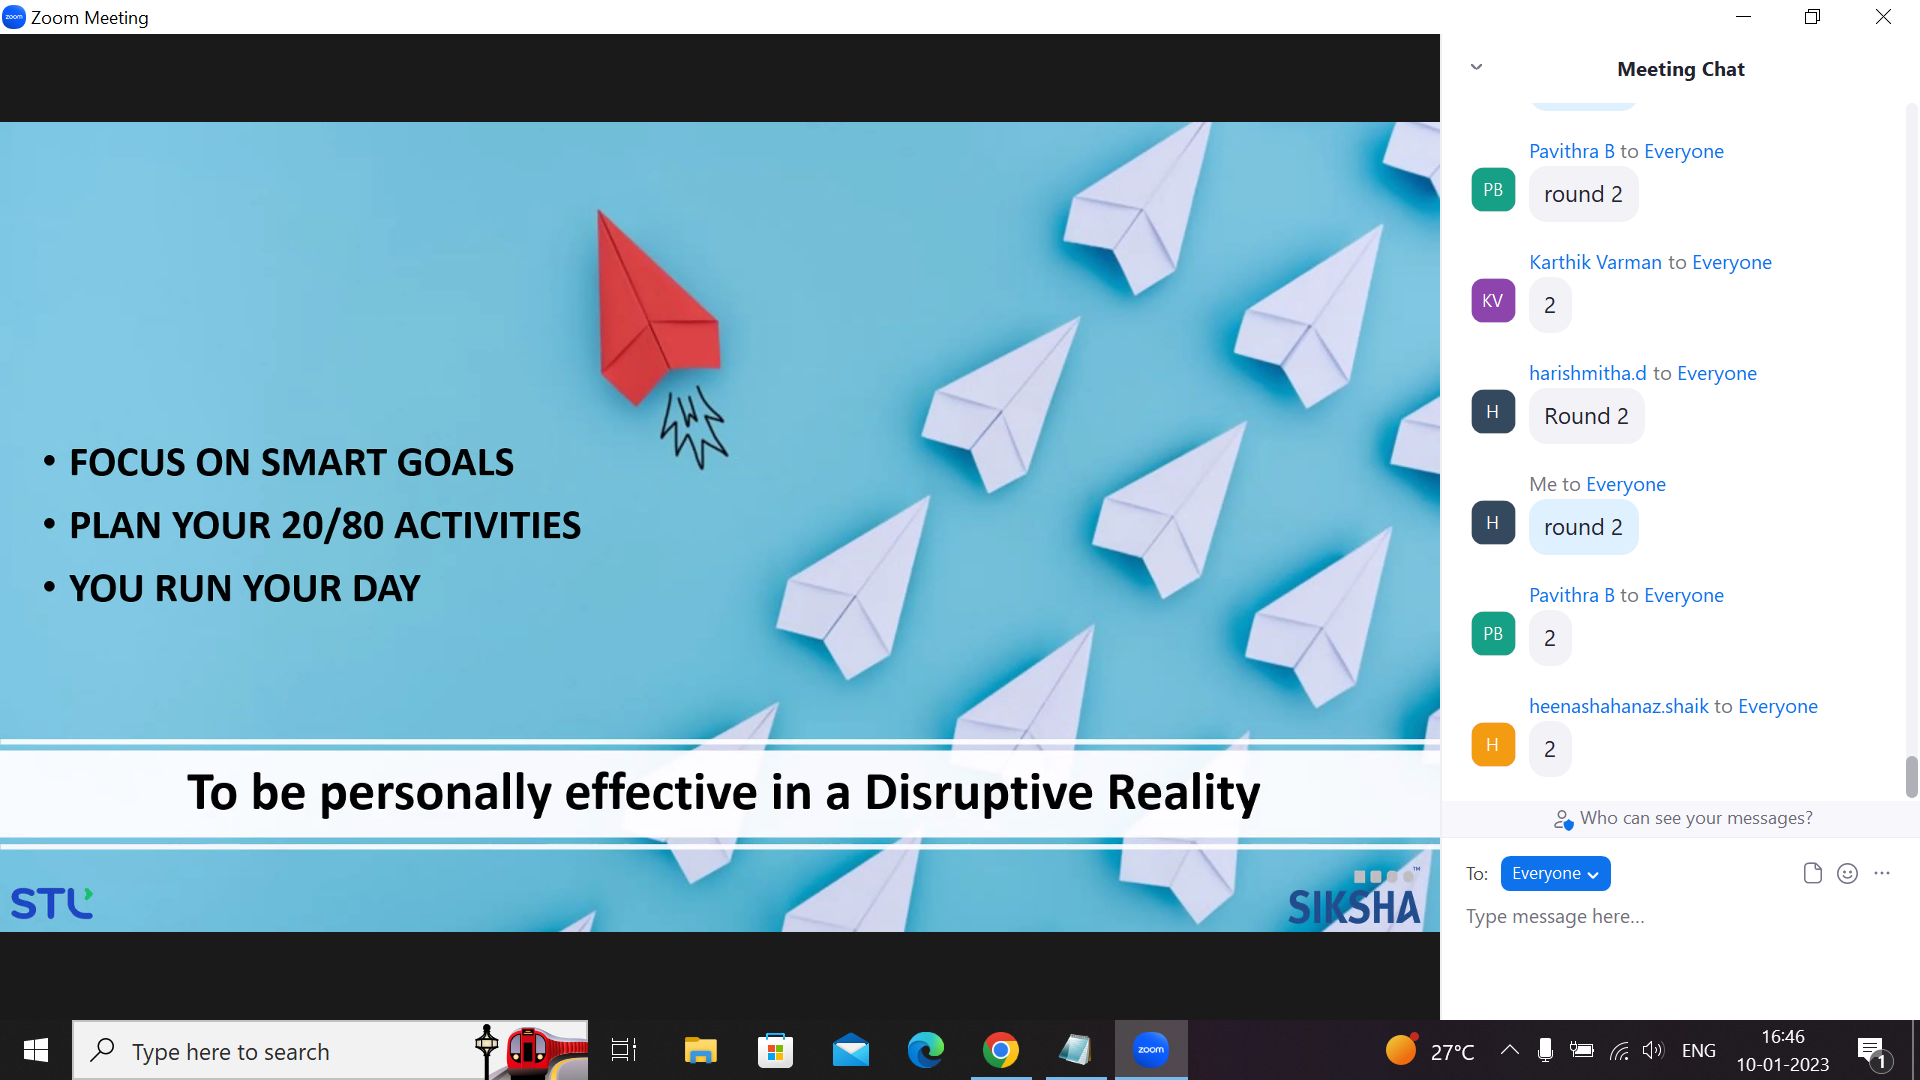 zoom Zoom Meeting
• FOCUS ON SMART GOALS
• PLAN YOUR 20/80 ACTIVITIES
• YOU RUN YOUR DAY
To be personally effective in a Disruptive Reality
STL
SIKSHA™
Meeting Chat
Pavithra B to Everyone
PB
round 2
Karthik Varman to Everyone
KV
2
harishmitha.d to Everyone
H
Round 2
Me to Everyone
H
round 2
Pavithra B to Everyone
PB
2
heenashahanaz.shaik to Everyone
H
2
Who can see your messages?
To: Everyone
Type message here...
Type here to search
zoom
27°C
ENG
16:46
10-01-2023
1